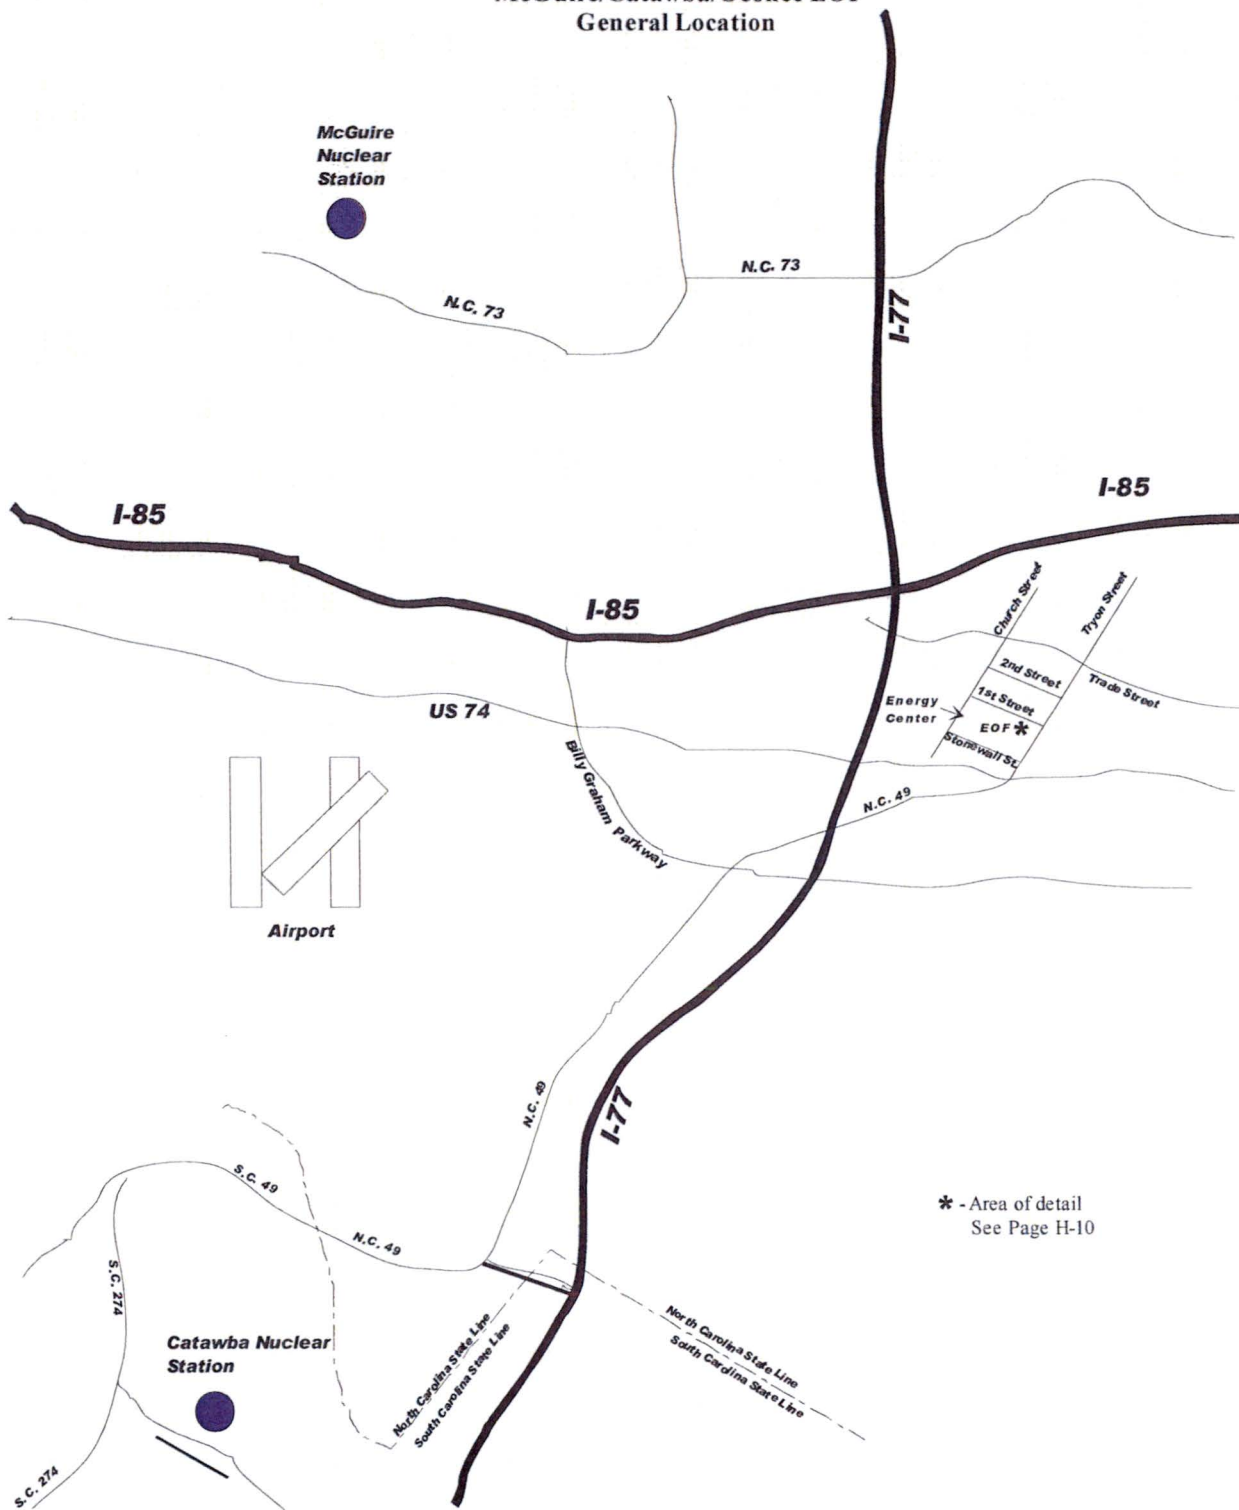 General Location
McGuire
Nuclear
Station
N.C. 73
N.C. 73
I-77
I-85
I-85
I-85
Church Street
Tryon Street
2nd Street
1st Street
Trade Street
Energy
Center
EOF *
Stonewall St.
US 74
Billy Graham Parkway
N.C. 49
Airport
N.C. 49
I-77
S.C. 49
N.C. 49
* - Area of detail
See Page H-10
S.C. 274
North Carolina State Line
South Carolina State Line
North Carolina State Line
South Carolina State Line
Catawba Nuclear
Station
S.C. 274